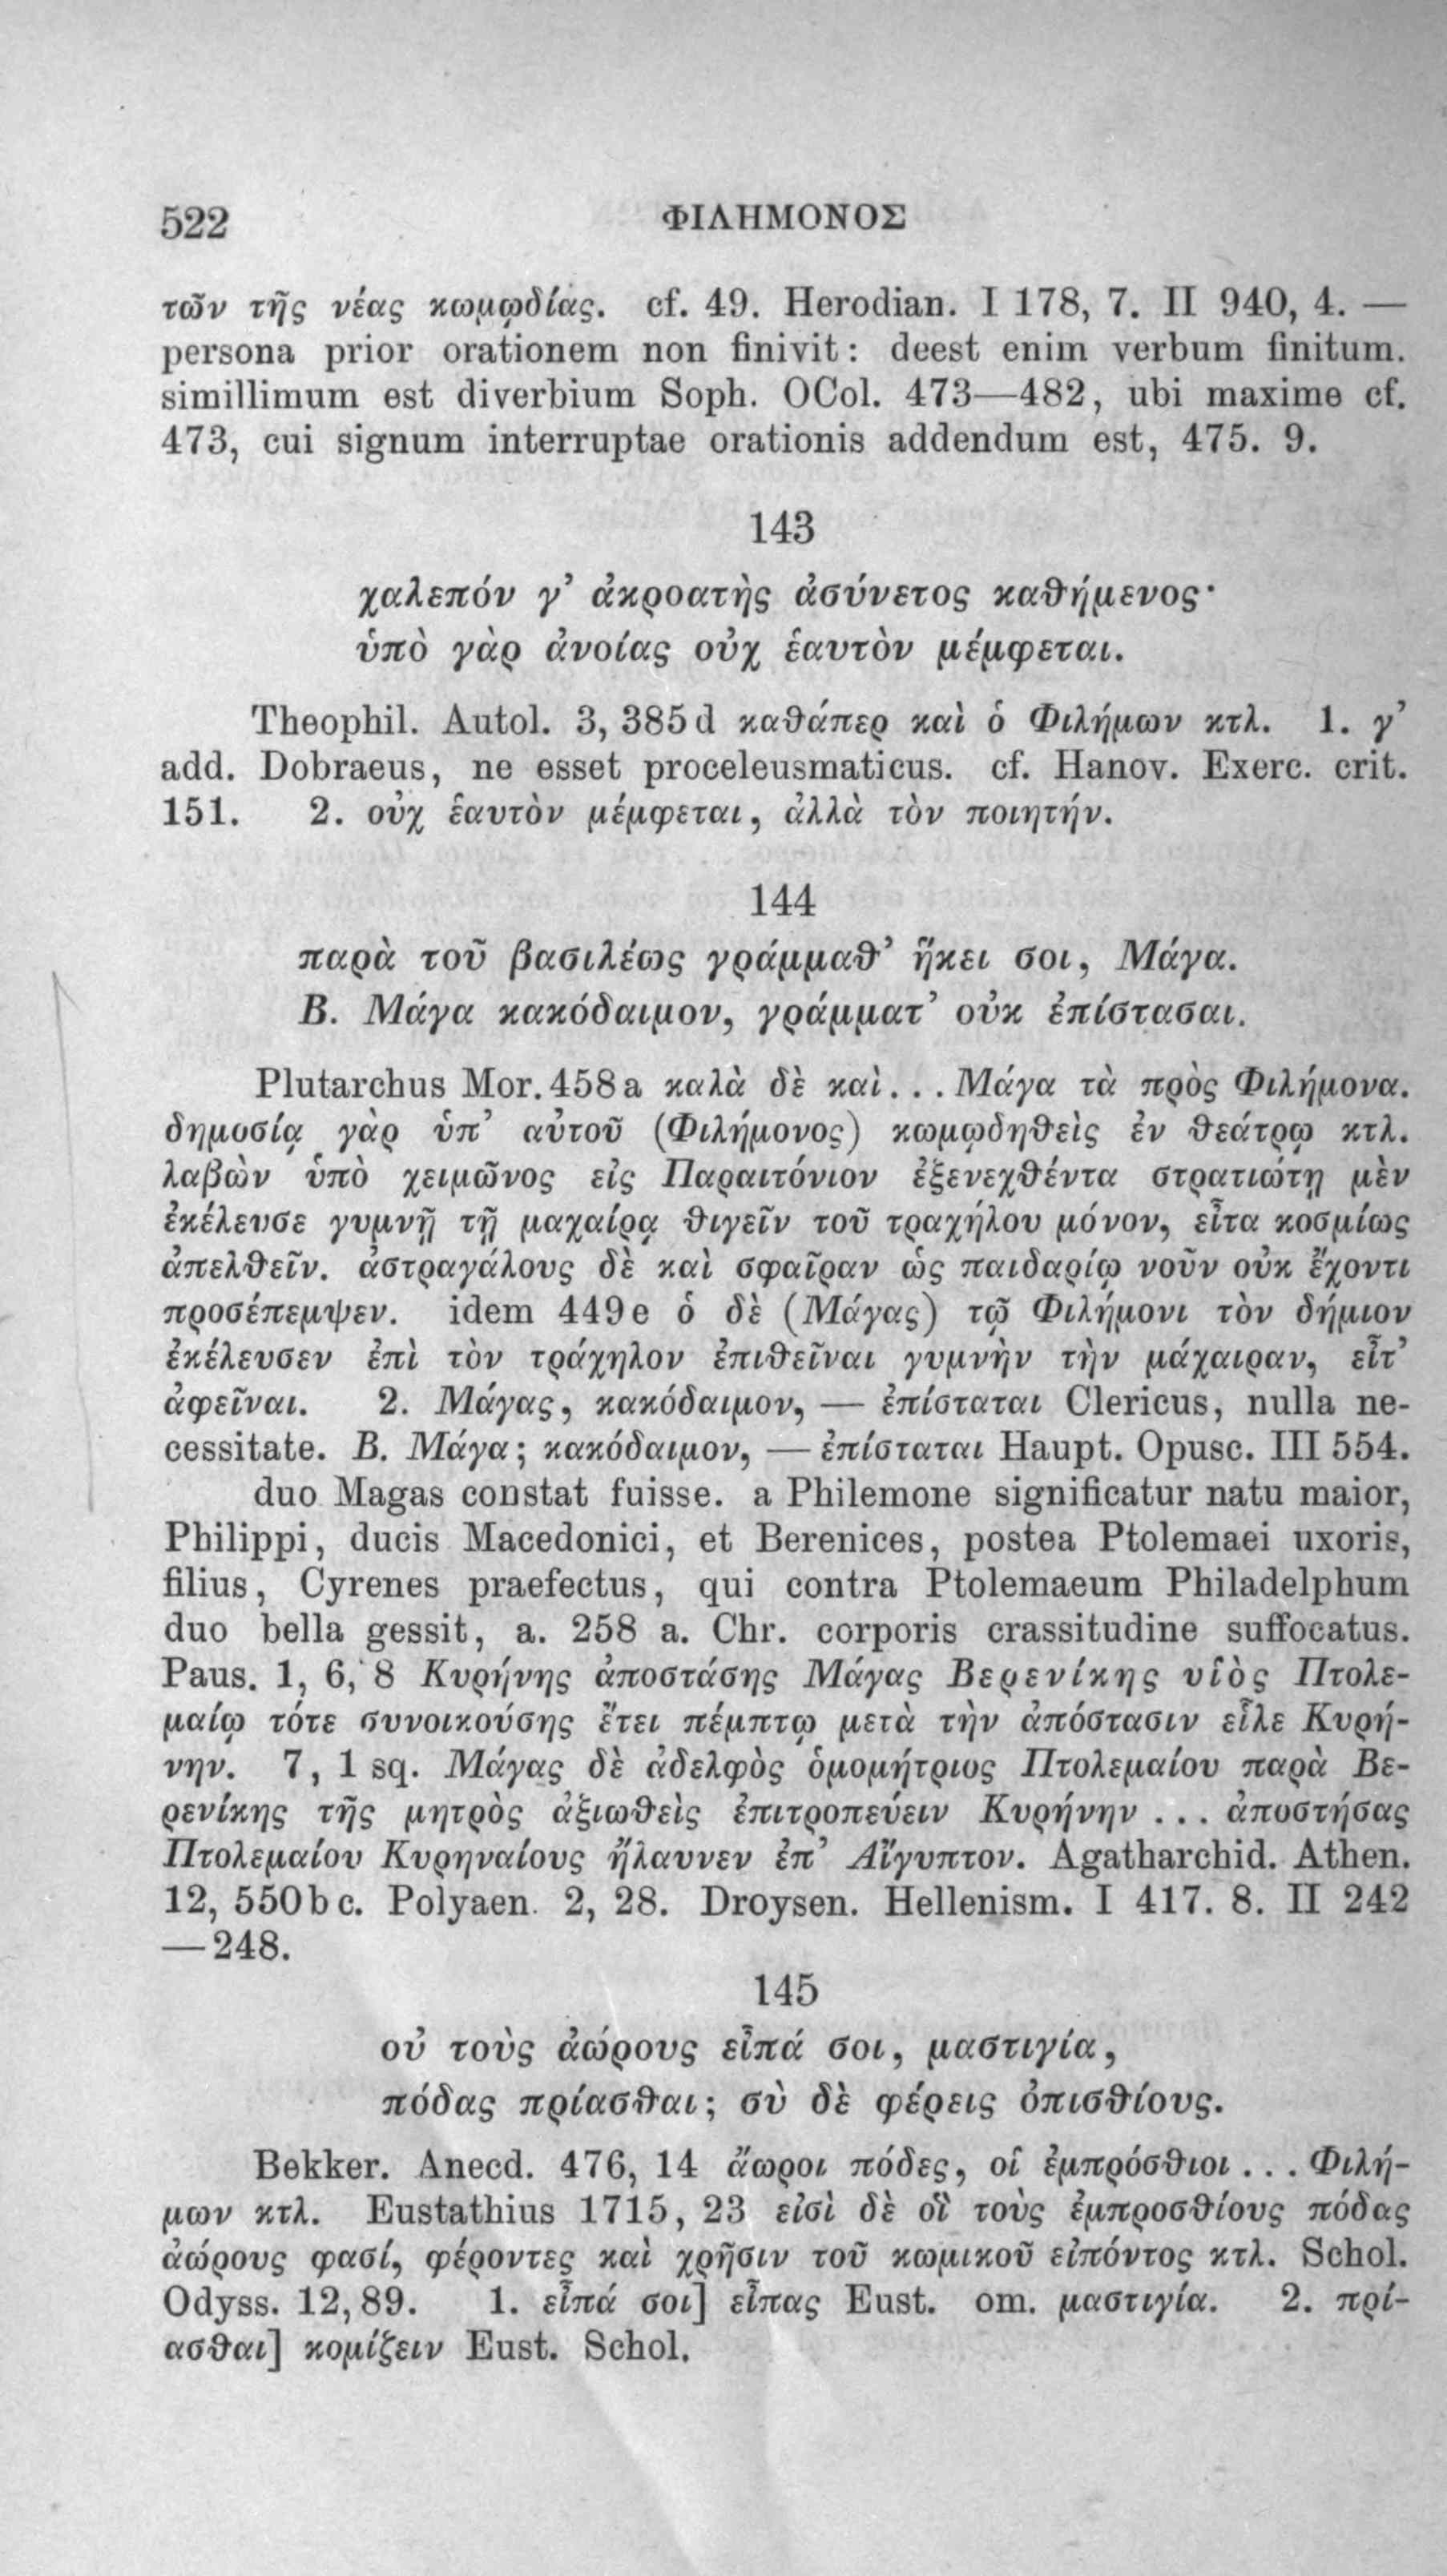 522 ΦΙΛΗΜΟΝΟΣ
τῶν τῆς νέας κωμῳδίας. cf. 49. Herodian. I 178, 7. II 940, 4. —
persona prior orationem non finivit: deest enim verbum finitum.
simillimum est diverbium Soph. OCol. 473—482, ubi maxime cf.
473, cui signum interruptae orationis addendum est, 475. 9.
143
χαλεπόν γ’ ἀκροατὴς ἀσύνετος καθήμενος·
ὑπὸ γὰρ ἀνοίας οὐχ ἑαυτὸν μέμφεται.
Theophil. Autol. 3, 385 d καθάπερ καὶ ὁ Φιλήμων κτλ. 1. γ’
add. Dobraeus, ne esset proceleusmaticus. cf. Hanov. Exerc. crit.
151. 2. οὐχ ἑαυτὸν μέμφεται, ἀλλὰ τὸν ποιητήν.
144
παρὰ τοῦ βασιλέως γράμμαθ’ ἥκει σοι, Μάγα.
Β. Μάγα κακόδαιμον, γράμματ’ οὐκ ἐπίστασαι.
Plutarchus Mor. 458 a καλὰ δὲ καὶ... Μάγα τὰ πρὸς Φιλήμονα.
δημοσίᾳ γὰρ ὑπ’ αὐτοῦ (Φιλήμονος) κωμῳδηθεὶς ἐν θεάτρῳ κτλ.
λαβὼν ὑπὸ χειμῶνος εἰς Παραιτόνιον ἐξενεχθέντα στρατιώτῃ μὲν
ἐκέλευσε γυμνῇ τῇ μαχαίρᾳ θιγεῖν τοῦ τραχήλου μόνον, εἶτα κοσμίως
ἀπελθεῖν. ἀστραγάλους δὲ καὶ σφαῖραν ὡς παιδαρίῳ νοῦν οὐκ ἔχοντι
προσέπεμψεν. idem 449 e ὁ δὲ (Μάγας) τῷ Φιλήμονι τὸν δήμιον
ἐκέλευσεν ἐπὶ τὸν τράχηλον ἐπιθεῖναι γυμνὴν τὴν μάχαιραν, εἶτ’
ἀφεῖναι. 2. Μάγας, κακόδαιμον, — ἐπίσταται Clericus, nulla ne-
cessitate. Β. Μάγα; κακόδαιμον, — ἐπίσταται Haupt. Opusc. III 554.
duo Magas constat fuisse. a Philemone significatur natu maior,
Philippi, ducis Macedonici, et Berenices, postea Ptolemaei uxoris,
filius, Cyrenes praefectus, qui contra Ptolemaeum Philadelphum
duo bella gessit, a. 258 a. Chr. corporis crassitudine suffocatus.
Paus. 1, 6, 8 Κυρήνης ἀποστάσης Μάγας Βερενίκης υἱὸς Πτολε-
μαίῳ τότε συνοικούσης ἔτει πέμπτῳ μετὰ τὴν ἀπόστασιν εἷλε Κυρή-
νην. 7, 1 sq. Μάγας δὲ ἀδελφὸς ὁμομήτριος Πτολεμαίου παρὰ Βε-
ρενίκης τῆς μητρὸς ἀξιωθεὶς ἐπιτροπεύειν Κυρήνην ... ἀποστήσας
Πτολεμαίου Κυρηναίους ἤλαυνεν ἐπ’ Αἴγυπτον. Agatharchid. Athen.
12, 550 b c. Polyaen. 2, 28. Droysen. Hellenism. I 417. 8. II 242
—248.
145
οὐ τοὺς ἀώρους εἶπά σοι, μαστιγία,
πόδας πρίασθαι; σὺ δὲ φέρεις ὀπισθίους.
Bekker. Anecd. 476, 14 ἄωροι πόδες, οἱ ἐμπρόσθιοι ... Φιλή-
μων κτλ. Eustathius 1715, 23 εἰσὶ δὲ οἳ τοὺς ἐμπροσθίους πόδας
ἀώρους φασί, φέροντες καὶ χρῆσιν τοῦ κωμικοῦ εἰπόντος κτλ. Schol.
Odyss. 12, 89. 1. εἶπά σοι] εἶπας Eust. om. μαστιγία. 2. πρί-
ασθαι] κομίζειν Eust. Schol.